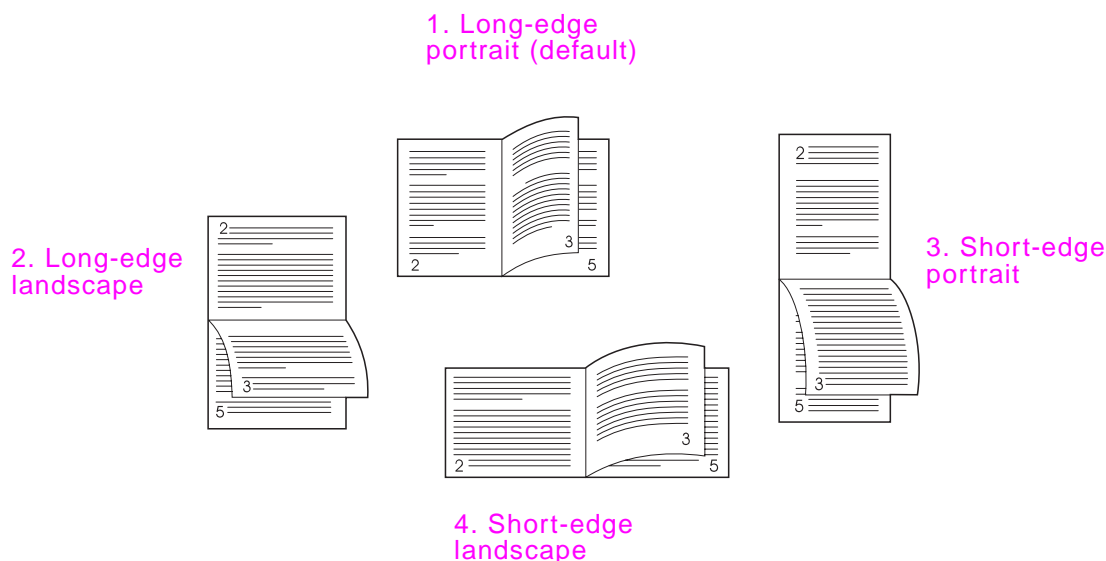 1. Long-edge
portrait (default)
2
3
5
2. Long-edge
landscape
2
3
5
2
3
5
3. Short-edge
portrait
2
3
5
4. Short-edge
landscape